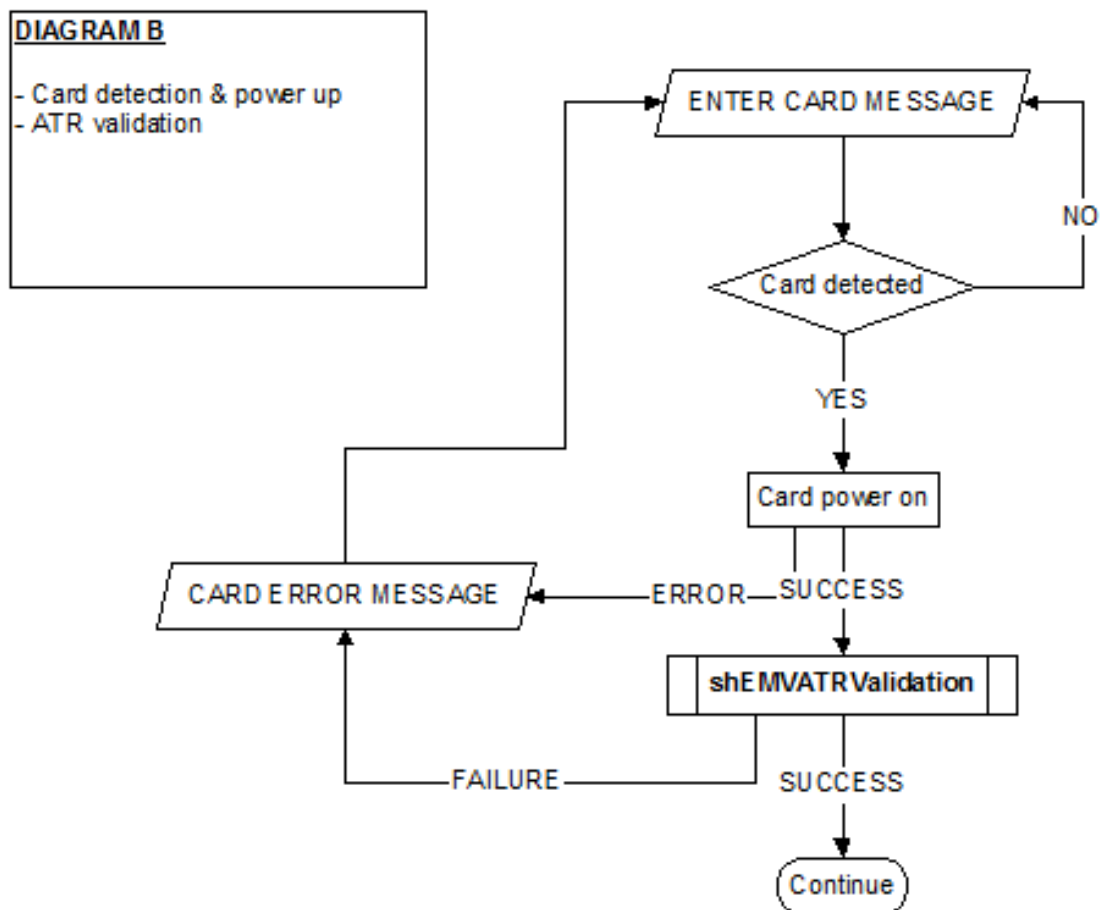 DIAGRAM B
- Card detection & power up
- ATR validation
ENTER CARD MESSAGE
NO
Card detected
YES
Card power on
CARD ERROR MESSAGE
ERROR
SUCCESS
shEMVATRValidation
FAILURE
SUCCESS
Continue